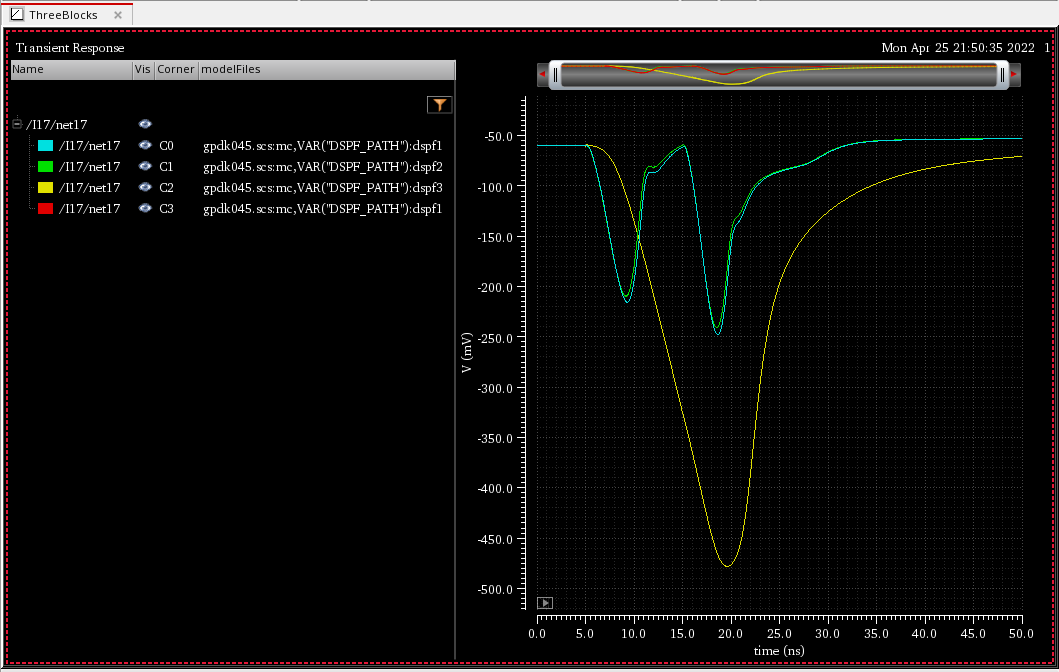 ThreeBlocks
Transient Response
Mon Apr 25 21:50:35 2022 1
Name Vis Corner modelFiles
/I17/net17
/I17/net17 C0 gpdk045.scs:mc,VAR("DSPF_PATH"):dspf1
/I17/net17 C1 gpdk045.scs:mc,VAR("DSPF_PATH"):dspf2
/I17/net17 C2 gpdk045.scs:mc,VAR("DSPF_PATH"):dspf3
/I17/net17 C3 gpdk045.scs:mc,VAR("DSPF_PATH"):dspf1
V (mV)
-50.0
-100.0
-150.0
-200.0
-250.0
-300.0
-350.0
-400.0
-450.0
-500.0
0.0 5.0 10.0 15.0 20.0 25.0 30.0 35.0 40.0 45.0 50.0
time (ns)